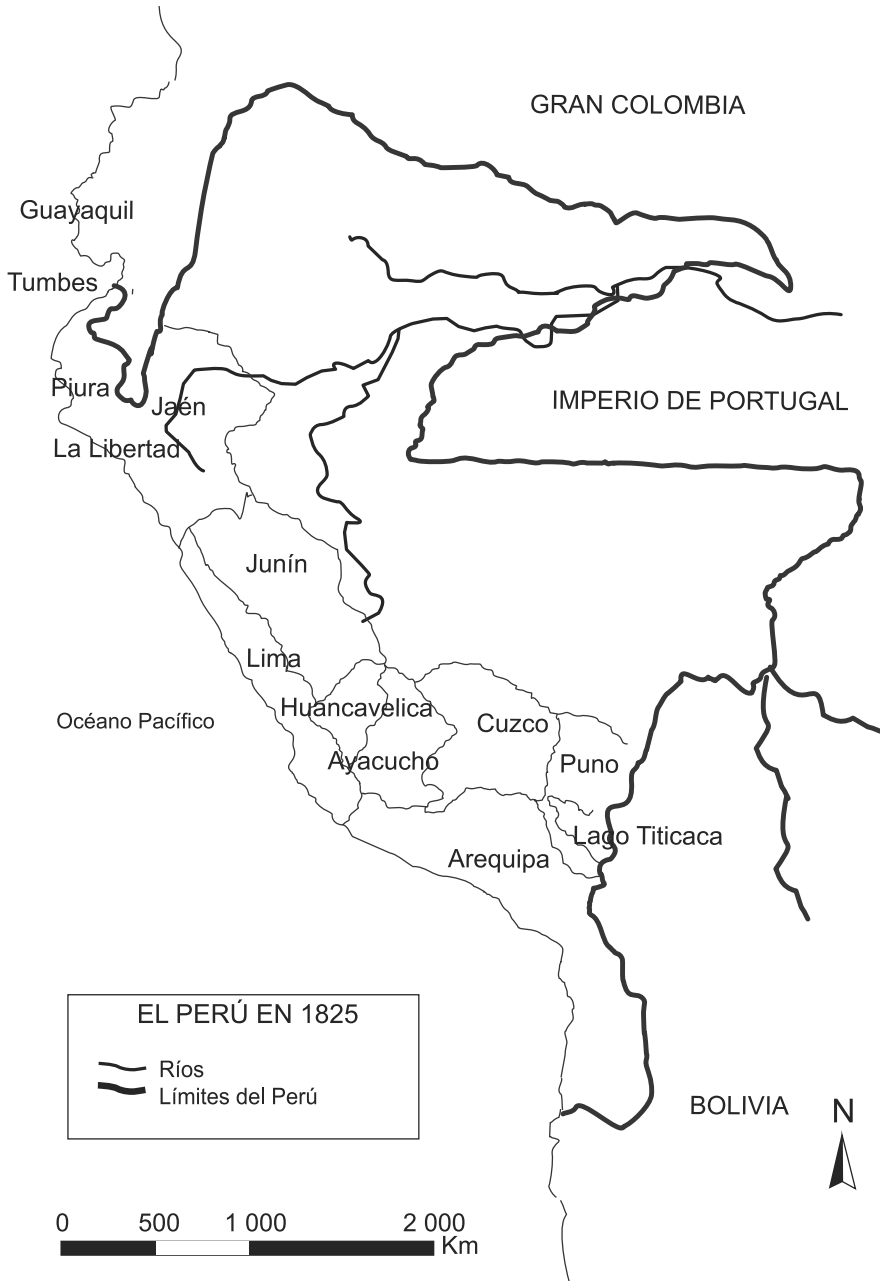 GRAN COLOMBIA
Guayaquil
Tumbes
Piura
Jaén
IMPERIO DE PORTUGAL
La Libertad
Junín
Lima
Huancavelica
Océano Pacífico
Cuzco
Ayacucho
Puno
Lago Titicaca
Arequipa
EL PERÚ EN 1825
Ríos
Límites del Perú
BOLIVIA
N
0 500 1 000 2 000
Km